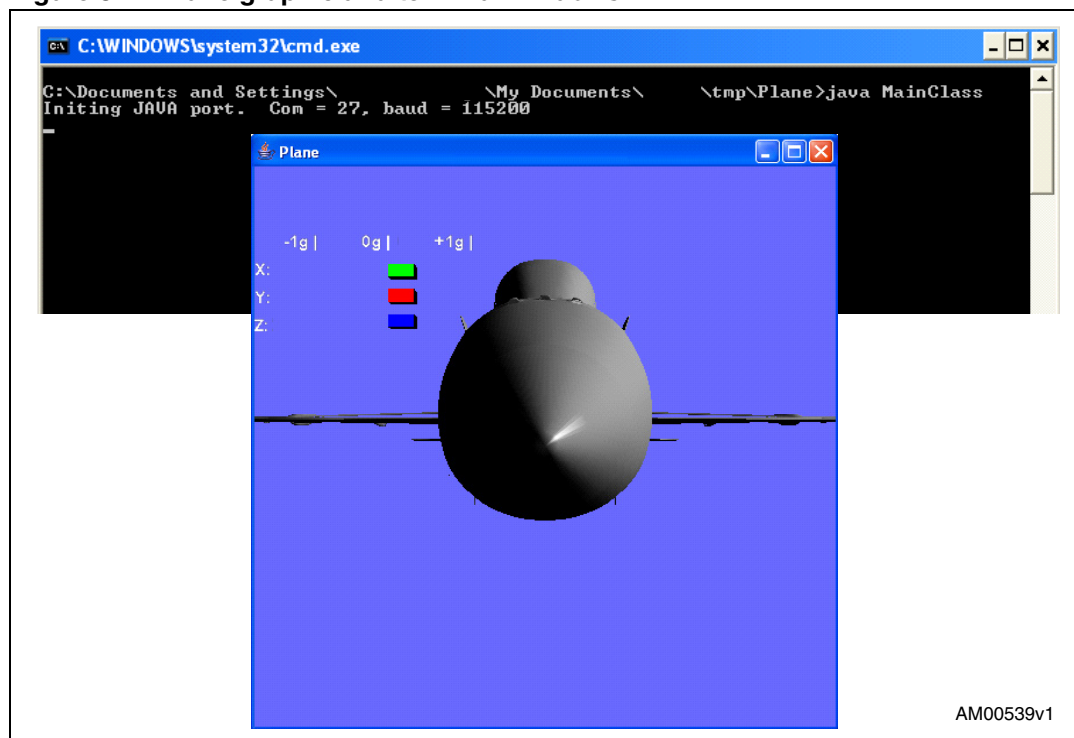 C:\WINDOWS\system32\cmd.exe
C:\Documents and Settings\ \My Documents\ \tmp\Plane>java MainClass
Initing JAVA port. Com = 27, baud = 115200
Plane
-1g | 0g | +1g |
X:
Y:
Z:
AM00539v1